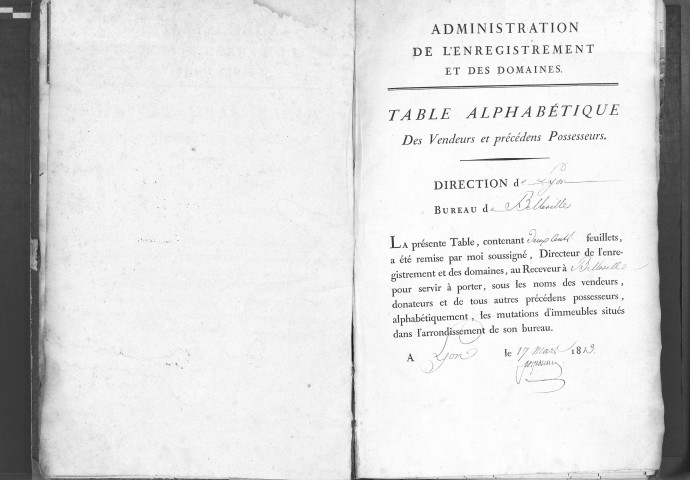 ADMINISTRATION
DE L'ENREGISTREMENT
ET DES DOMAINES.
TABLE ALPHABÉTIQUE
Des Vendeurs et précédens Possesseurs.
DIRECTION de Lyon
BUREAU de Belleville
LA présente Table, contenant deux cents feuillets,
a été remise par moi soussigné, Directeur de l'enre-
gistrement et des domaines, au Receveur à Belleville
pour servir à porter, sous les noms des vendeurs,
donateurs et de tous autres précédens possesseurs,
alphabétiquement, les mutations d'immeubles situés
dans l'arrondissement de son bureau.
A Lyon le 17 mars 1813.